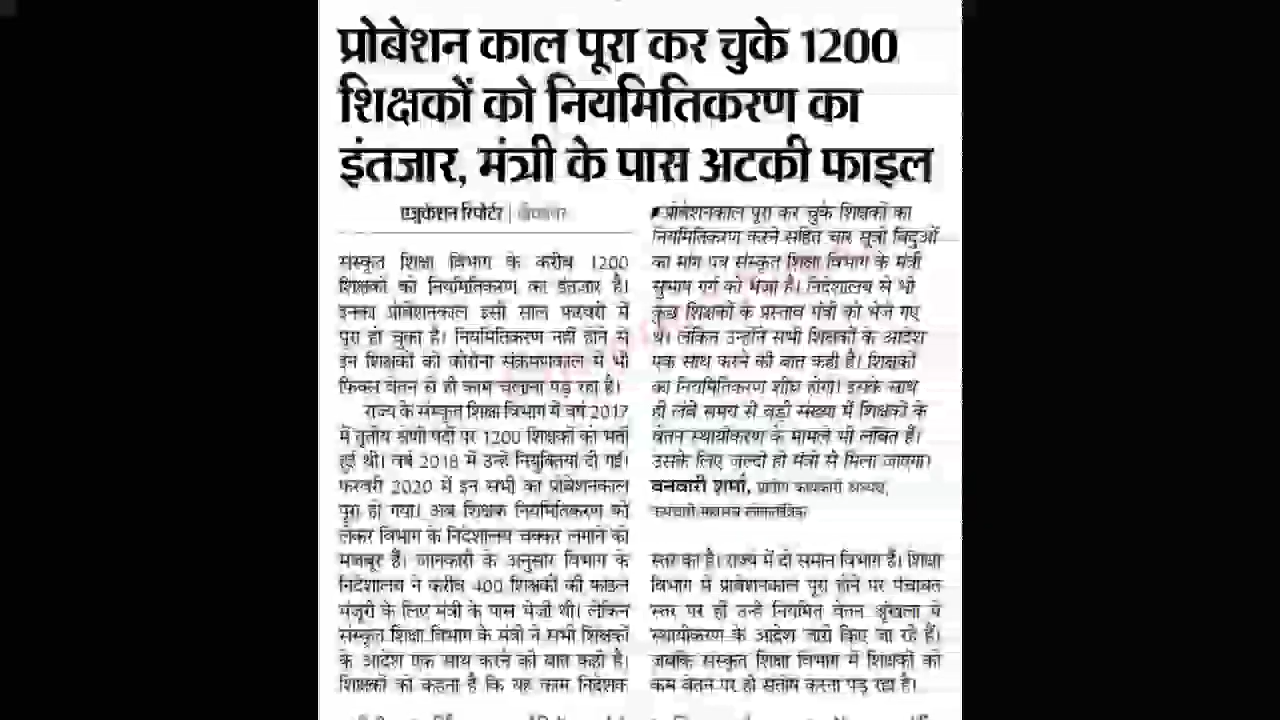 प्रोबेशन काल पूरा कर चुके 1200
शिक्षकों को नियमितिकरण का
इंतजार, मंत्री के पास अटकी फाइल
एजुकेशन रिपोर्टर |
संस्कृत शिक्षा विभाग के करीब 1200
शिक्षकों को नियमितिकरण का इंतजार है।
इनका प्रोबेशनकाल इसी साल फरवरी में
पूरा हो चुका है। नियमितिकरण नहीं होने से
इन शिक्षकों को कोरोना संक्रमणकाल में भी
फिक्स वेतन से ही काम चलाना पड़ रहा है।
राज्य के संस्कृत शिक्षा विभाग में वर्ष 2017
में तृतीय श्रेणी पदों पर 1200 शिक्षकों की भर्ती
हुई थी। वर्ष 2018 में उन्हें नियुक्तियां दी गई।
फरवरी 2020 में इन सभी का प्रोबेशनकाल
पूरा हो गया। अब शिक्षक नियमितिकरण को
लेकर विभाग के निदेशालय चक्कर लगाने को
मजबूर हैं। जानकारी के अनुसार विभाग के
निदेशालय ने करीब 400 शिक्षकों की फाइल
मंजूरी के लिए मंत्री के पास भेजी थी। लेकिन
संस्कृत शिक्षा विभाग के मंत्री ने सभी शिक्षकों
के आदेश एक साथ करने की बात कही है।
शिक्षकों का कहना है कि यह काम निदेशक
प्रोबेशनकाल पूरा कर चुके शिक्षकों का
नियमितिकरण करने सहित चार सूत्री बिंदुओं
का मांग पत्र संस्कृत शिक्षा विभाग के मंत्री
सुभाष गर्ग को भेजा है। निदेशालय से भी
कुछ शिक्षकों के प्रस्ताव मंत्री को भेजे गए
थे। लेकिन उन्होंने सभी शिक्षकों के आदेश
एक साथ करने की बात कही है। शिक्षकों
का नियमितिकरण शीघ्र होगा। इसके साथ
ही लंबे समय से बड़ी संख्या में शिक्षकों के
वेतन स्थायीकरण के मामले भी लंबित हैं।
उसके लिए जल्दी ही मंत्री से मिला जाएगा।
बनवारी शर्मा, प्रांतीय कार्यकारी अध्यक्ष,
कर्मचारी महासंघ लोकतांत्रिक
स्तर का है। राज्य में दो समान विभाग हैं। शिक्षा
विभाग में प्रोबेशनकाल पूरा होने पर पंचायत
स्तर पर ही उन्हें नियमित वेतन श्रृंखला में
स्थायीकरण के आदेश जारी किए जा रहे हैं।
जबकि संस्कृत शिक्षा विभाग में शिक्षकों को
कम वेतन पर ही संतोष करना पड़ रहा है।